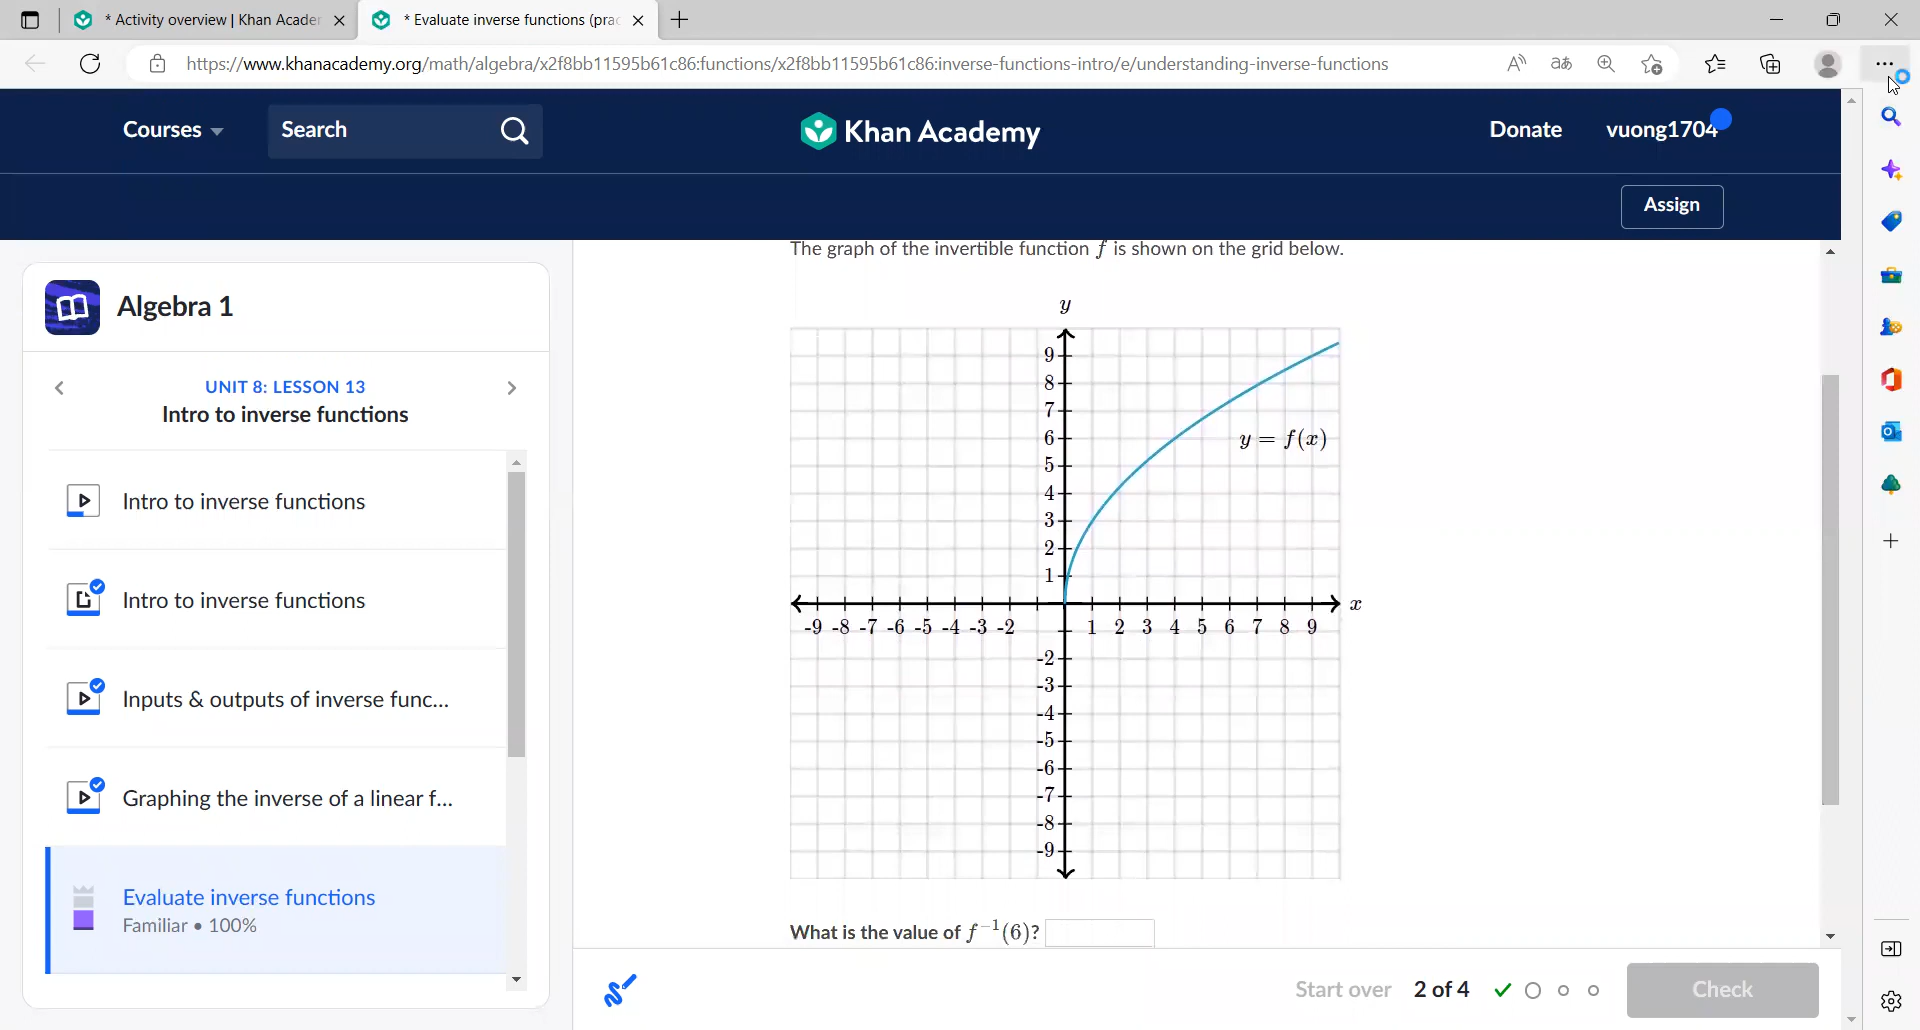 * Activity overview | Khan Acade
* Evaluate inverse functions (prac
https://www.khanacademy.org/math/algebra/x2f8bb11595b61c86:functions/x2f8bb11595b61c86:inverse-functions-intro/e/understanding-inverse-functions
Courses
Search
Khan Academy
Donate
vuong1704
Assign
Algebra 1
UNIT 8: LESSON 13
Intro to inverse functions
Intro to inverse functions
Intro to inverse functions
Inputs & outputs of inverse func...
Graphing the inverse of a linear f...
Evaluate inverse functions
Familiar • 100%
The graph of the invertible function f is shown on the grid below.
y
9
8
7
6
5
4
3
2
1
y = f(x)
x
-9 -8 -7 -6 -5 -4 -3 -2 1 2 3 4 5 6 7 8 9
-2
-3
-4
-5
-6
-7
-8
-9
What is the value of f⁻¹(6)?
Start over 2 of 4
Check